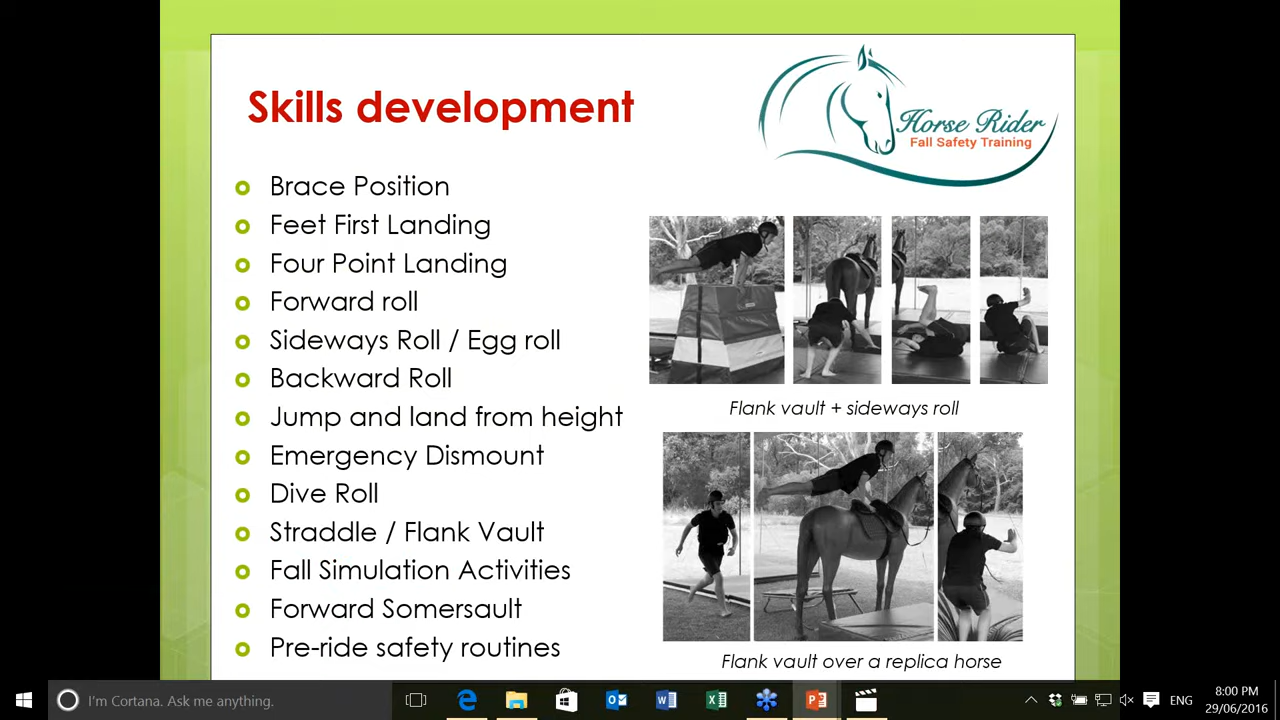 Skills development
Horse Rider
Fall Safety Training
Brace Position
Feet First Landing
Four Point Landing
Forward roll
Sideways Roll / Egg roll
Backward Roll
Jump and land from height
Emergency Dismount
Dive Roll
Straddle / Flank Vault
Fall Simulation Activities
Forward Somersault
Pre-ride safety routines
Flank vault + sideways roll
Flank vault over a replica horse
I'm Cortana. Ask me anything.
ENG
8:00 PM
29/06/2016